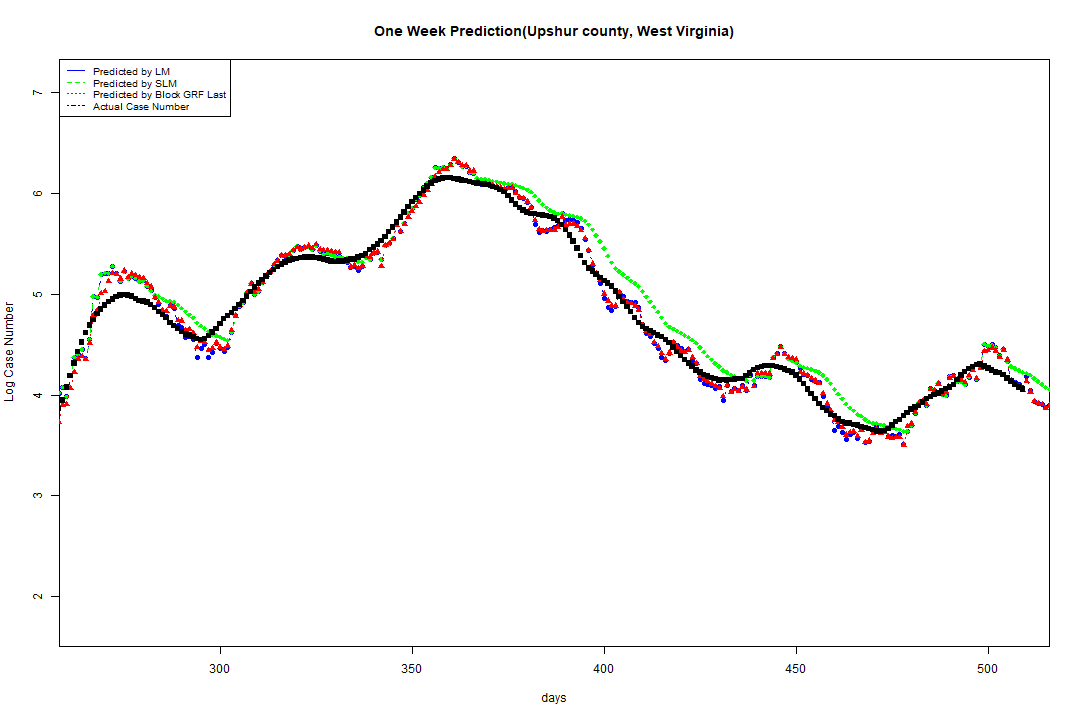 One Week Prediction(Upshur county, West Virginia)
Predicted by LM
Predicted by SLM
Predicted by Block GRF Last
Actual Case Number
7
6
5
4
3
2
Log Case Number
300 350 400 450 500
days